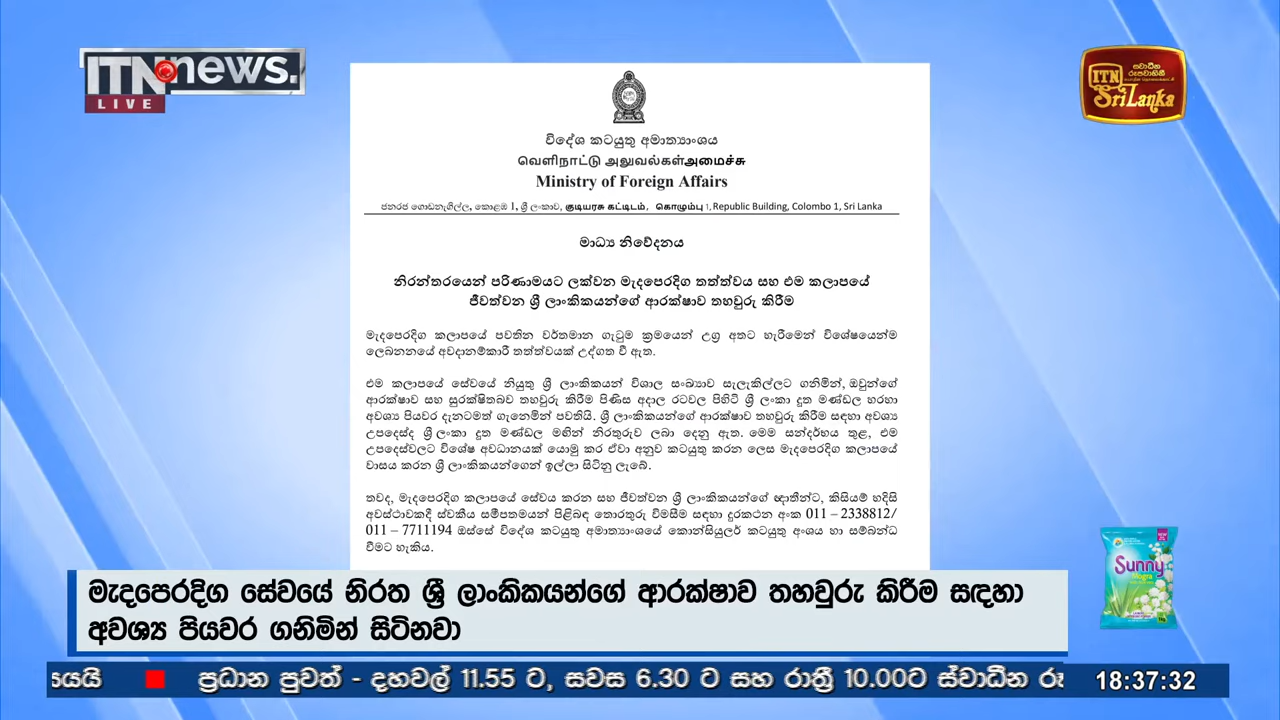 ITN news.
LIVE
ස්වාධීන
රූපවාහිනී
ITN
Sri Lanka
විදේශ කටයුතු අමාත්‍යාංශය
வெளிநாட்டு அலுவல்கள்அமைச்சு
Ministry of Foreign Affairs
ජනරජ ගොඩනැගිල්ල, කොළඹ 1, ශ්‍රී ලංකාව, குடியரசு கட்டிடம், கொழும்பு 1, Republic Building, Colombo 1, Sri Lanka
මාධ්‍ය නිවේදනය
නිරන්තරයෙන් පරිණාමයට ලක්වන මැදපෙරදිග තත්ත්වය සහ එම කලාපයේ
ජීවත්වන ශ්‍රී ලාංකිකයන්ගේ ආරක්ෂාව තහවුරු කිරීම
මැදපෙරදිග කලාපයේ පවතින වර්තමාන ගැටුම ක්‍රමයෙන් උග්‍ර අතට හැරීමෙන් විශේෂයෙන්ම
ලෙබනනයේ අවදානම්කාරී තත්ත්වයක් උද්ගත වී ඇත.
එම කලාපයේ සේවයේ නියුතු ශ්‍රී ලාංකිකයන් විශාල සංඛ්‍යාව සැලැකිල්ලට ගනිමින්, ඔවුන්ගේ
ආරක්ෂාව සහ සුරක්ෂිතබව තහවුරු කිරීම පිණිස අදාල රටවල පිහිටි ශ්‍රී ලංකා දූත මණ්ඩල හරහා
අවශ්‍ය පියවර දැනටමත් ගැනෙමින් පවතියි. ශ්‍රී ලාංකිකයන්ගේ ආරක්ෂාව තහවුරු කිරීම සඳහා අවශ්‍ය
උපදෙස්ද ශ්‍රී ලංකා දූත මණ්ඩල මඟින් නිරතුරුව ලබා දෙනු ඇත. මෙම සන්දර්භය තුළ, එම
උපදෙස්වලට විශේෂ අවධානයක් යොමු කර ඒවා අනුව කටයුතු කරන ලෙස මැදපෙරදිග කලාපයේ
වාසය කරන ශ්‍රී ලාංකිකයන්ගෙන් ඉල්ලා සිටිනු ලැබේ.
තවද, මැදපෙරදිග කලාපයේ සේවය කරන සහ ජීවත්වන ශ්‍රී ලාංකිකයන්ගේ ඥාතීන්ට, කිසියම් හදිසි
අවස්ථාවකදී ස්වකීය සමීපතමයන් පිළිබඳ තොරතුරු විමසීම සඳහා දුරකථන අංක 011 – 2338812/
011 – 7711194 ඔස්සේ විදේශ කටයුතු අමාත්‍යාංශයේ කොන්සියුලර් කටයුතු අංශය හා සම්බන්ධ
වීමට හැකිය.
Sunny
Mogra
මැදපෙරදිග සේවයේ නිරත ශ්‍රී ලාංකිකයන්ගේ ආරක්ෂාව තහවුරු කිරීම සඳහා
අවශ්‍ය පියවර ගනිමින් සිටිනවා
සෙයයි ප්‍රධාන පුවත් - දහවල් 11.55 ට, සවස 6.30 ට සහ රාත්‍රී 10.00ට ස්වාධීන රූ
18:37:32